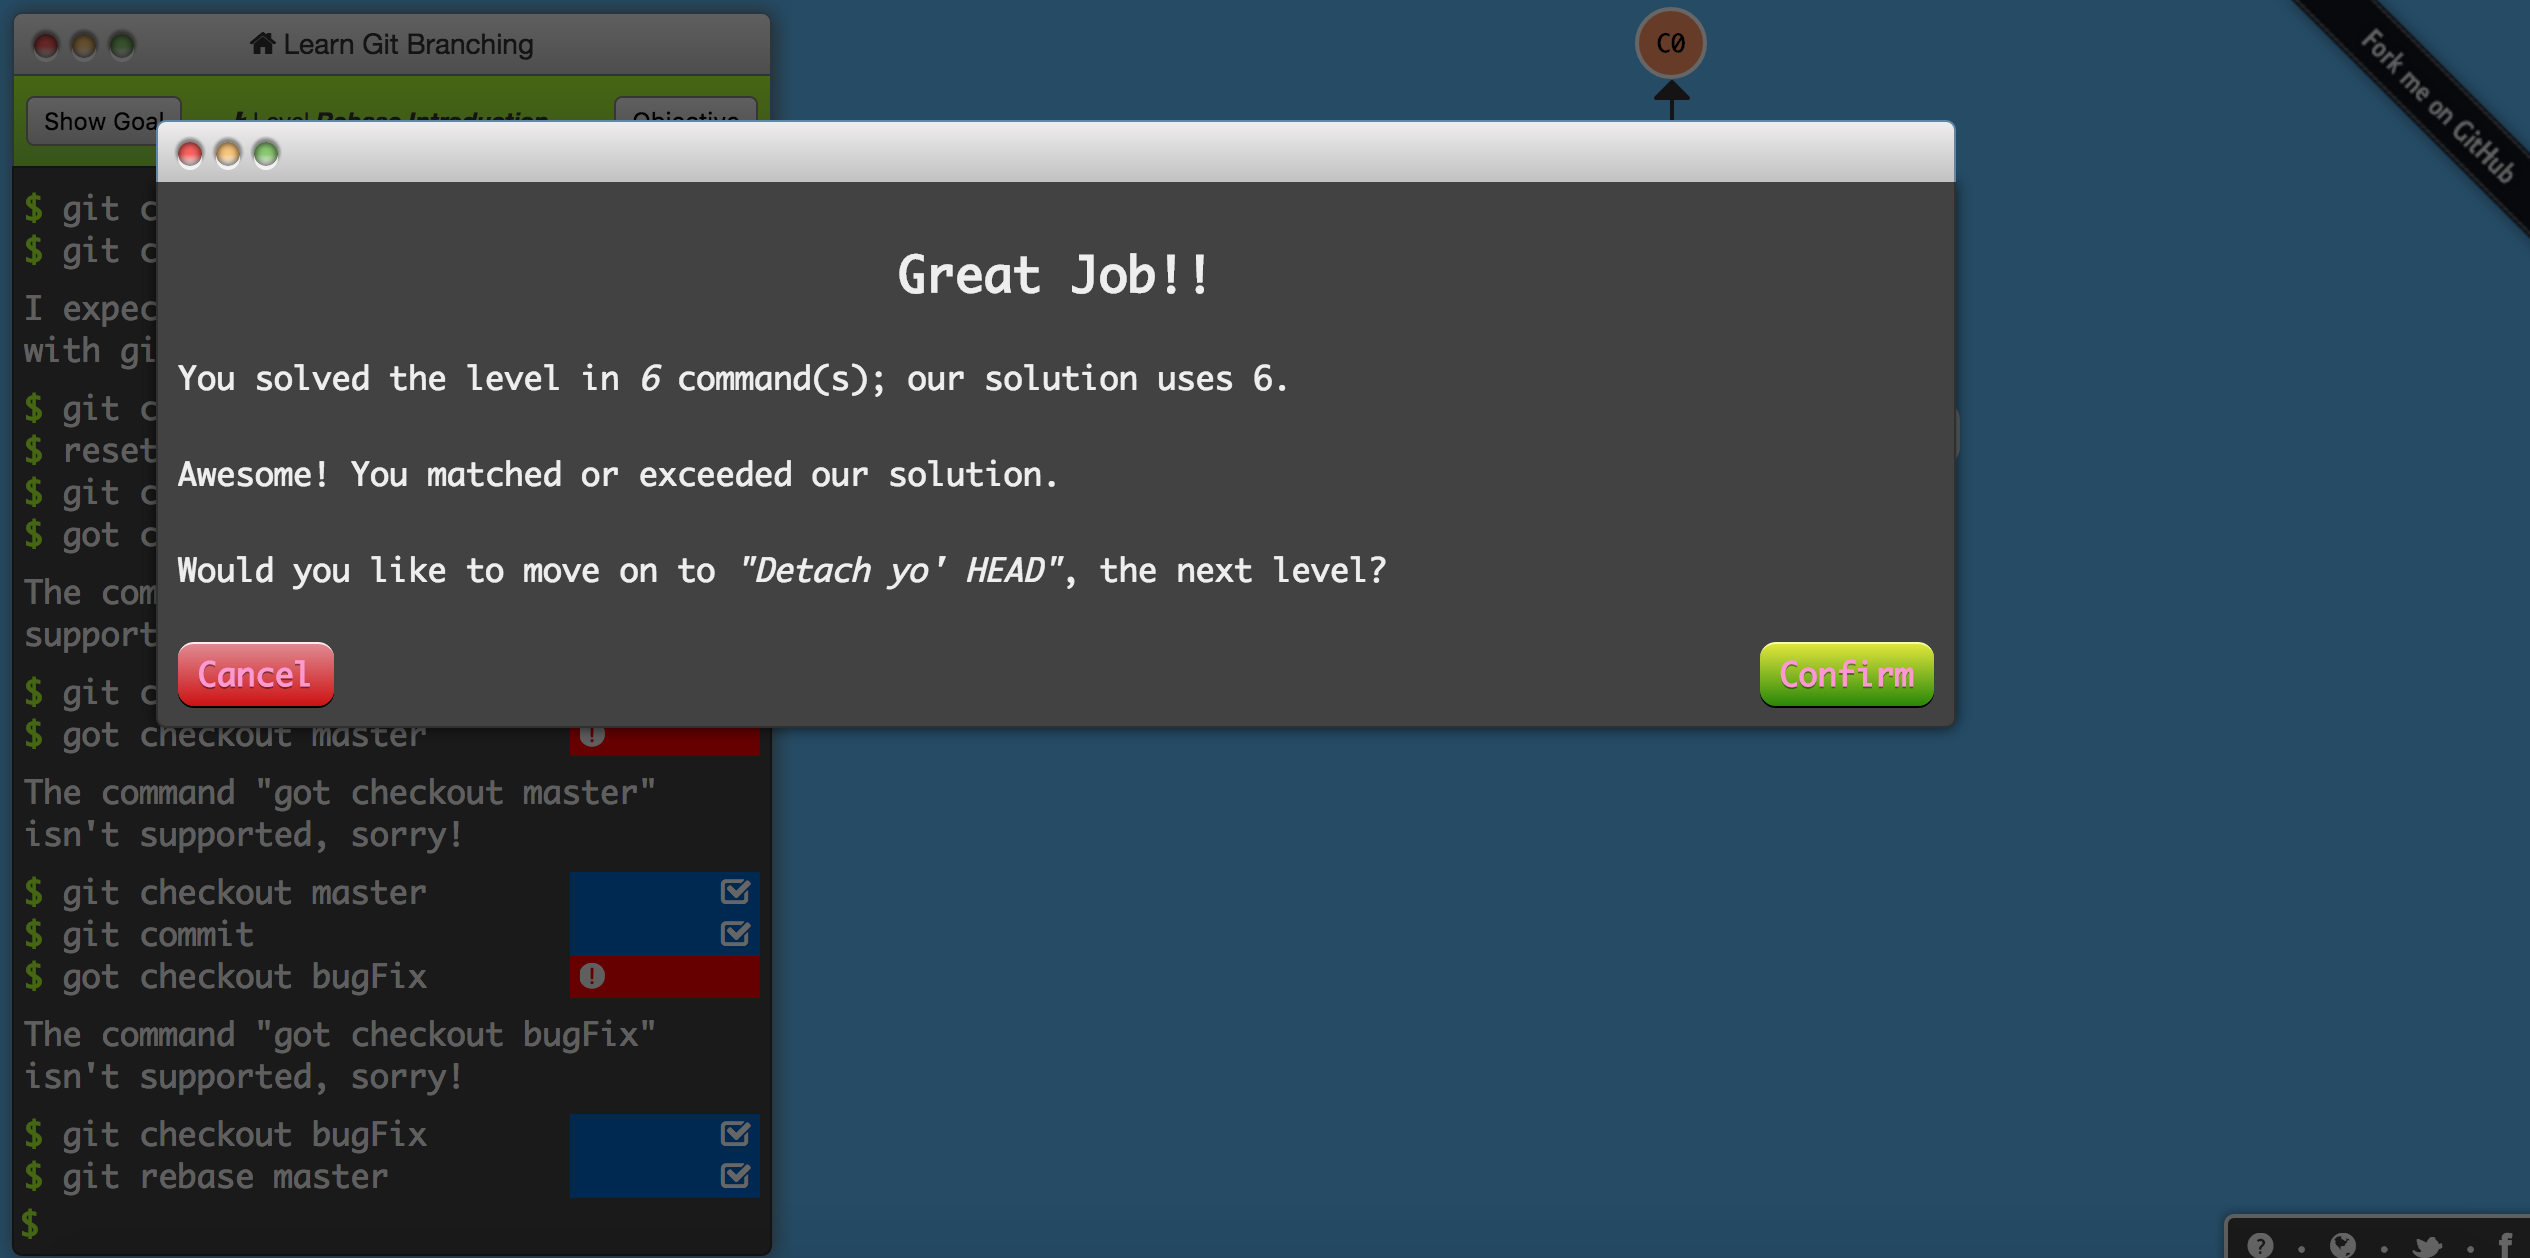 Learn Git Branching
Show Goal
Level Rebase Introduction
Objective
C0
Fork me on GitHub
$ git c
$ git c
I expec
with gi
$ git c
$ reset
$ git c
$ got c
The com
support
$ git c
$ got checkout master
The command "got checkout master"
isn't supported, sorry!
$ git checkout master
$ git commit
$ got checkout bugFix
The command "got checkout bugFix"
isn't supported, sorry!
$ git checkout bugFix
$ git rebase master
$
Great Job!!
You solved the level in 6 command(s); our solution uses 6.
Awesome! You matched or exceeded our solution.
Would you like to move on to "Detach yo' HEAD", the next level?
Cancel
Confirm